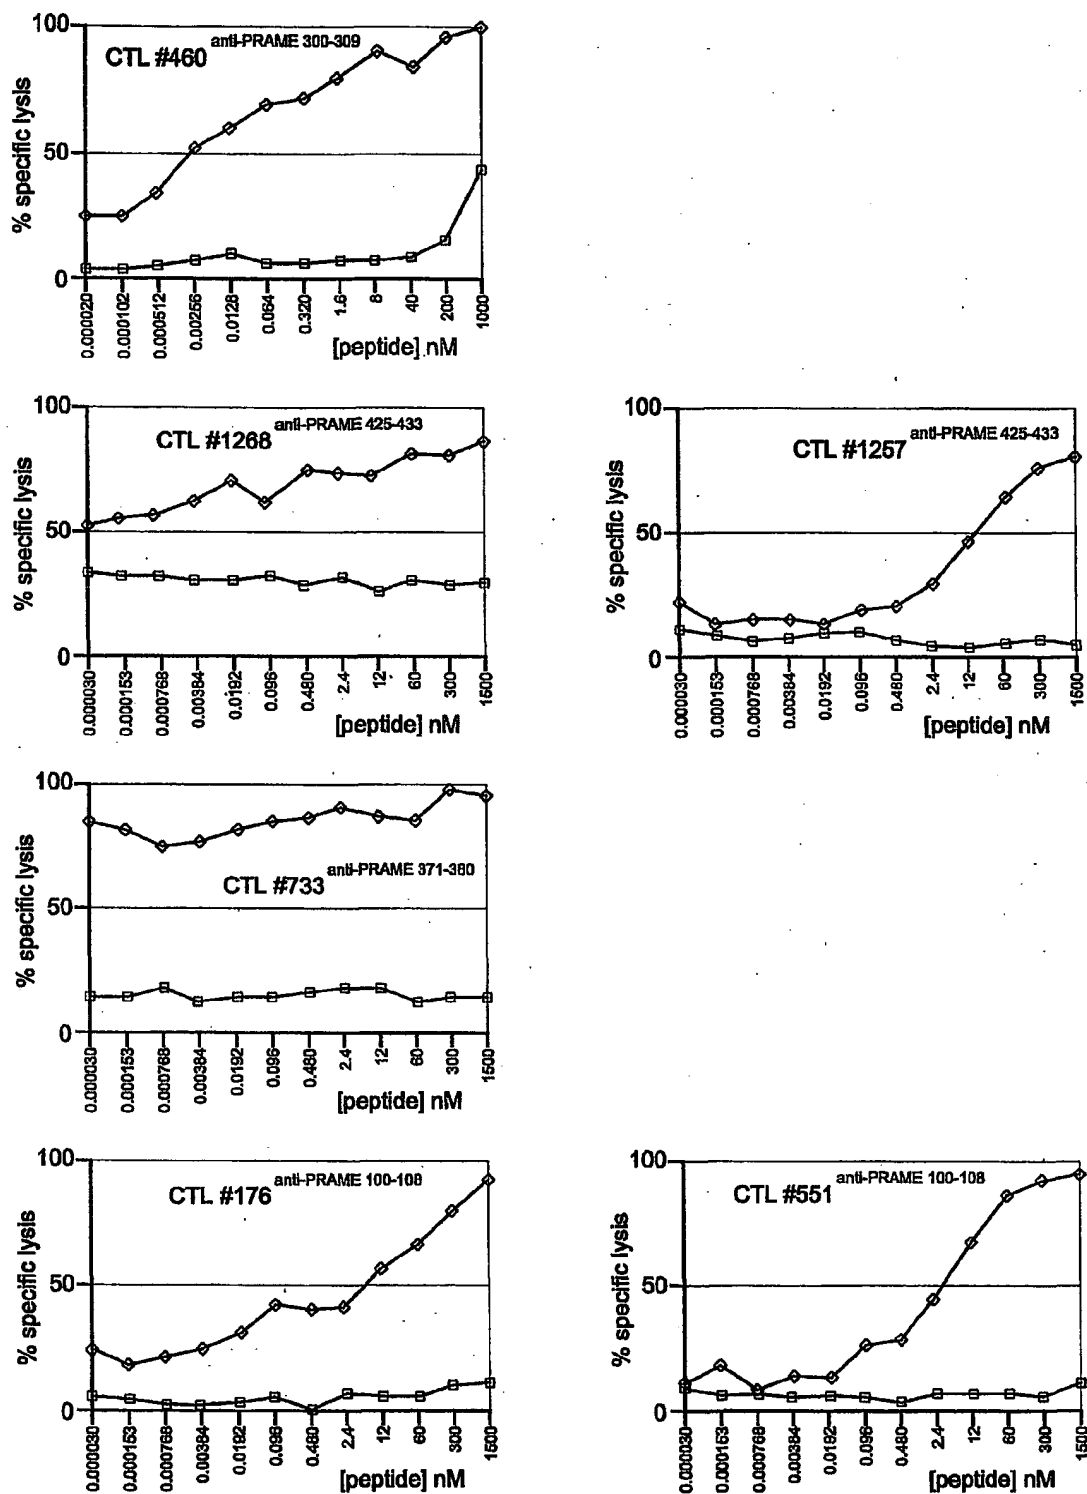 100
CTL #460 anti-PRAME 300-309
% specific lysis
50
0
0.000020 0.000102 0.000512 0.00256 0.0128 0.064 0.320 1.6 8 40 200 1000
[peptide] nM
100
CTL #1268 anti-PRAME 425-433
% specific lysis
50
0
0.000030 0.000153 0.000768 0.00384 0.0192 0.096 0.480 2.4 12 60 300 1500
[peptide] nM
100
CTL #1257 anti-PRAME 425-433
% specific lysis
50
0
0.000030 0.000153 0.000768 0.00384 0.0192 0.096 0.480 2.4 12 60 300 1500
[peptide] nM
100
CTL #733 anti-PRAME 371-380
% specific lysis
50
0
0.000030 0.000153 0.000768 0.00384 0.0192 0.096 0.480 2.4 12 60 300 1500
[peptide] nM
100
CTL #176 anti-PRAME 100-108
% specific lysis
50
0
0.000030 0.000153 0.000768 0.00384 0.0192 0.096 0.480 2.4 12 60 300 1500
[peptide] nM
100
CTL #551 anti-PRAME 100-108
% specific lysis
50
0
0.000030 0.000153 0.000768 0.00384 0.0192 0.096 0.480 2.4 12 60 300 1500
[peptide] nM